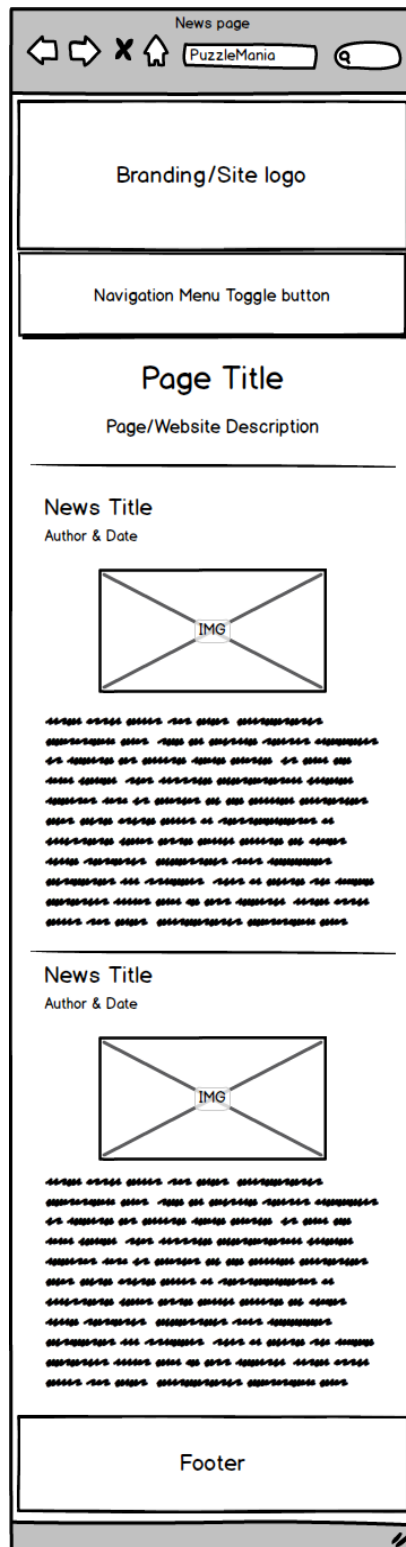 News page
PuzzleMania
Branding/Site logo
Navigation Menu Toggle button
Page Title
Page/Website Description
News Title
Author & Date
IMG
News Title
Author & Date
IMG
Footer